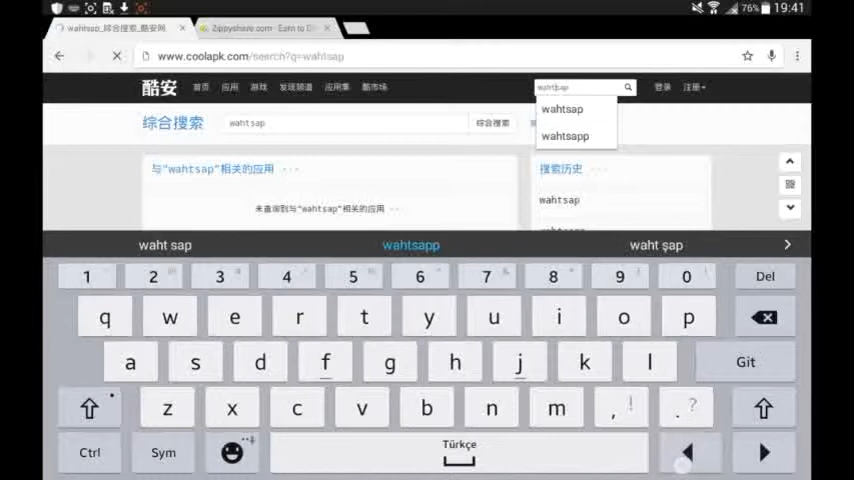 76% 19:41
wahtsap_综合搜索_酷安网 Zippyshare.com - Earn to Di
www.coolapk.com/search?q=wahtsap
酷安 首页 应用 游戏 发现频道 应用集 酷市场 wahtsap 登录 注册
wahtsap
wahtsapp
综合搜索 wahtsap 综合搜索
与"wahtsap"相关的应用 ··· 搜索历史 ···
未查询到与"wahtsap"相关的应用 ··· wahtsap
waht sap wahtsapp waht şap
1 2 3 4 5 6 7 8 9 0 Del
q w e r t y u i o p
a s d f g h j k l Git
z x c v b n m , ! . ?
Ctrl Sym Türkçe